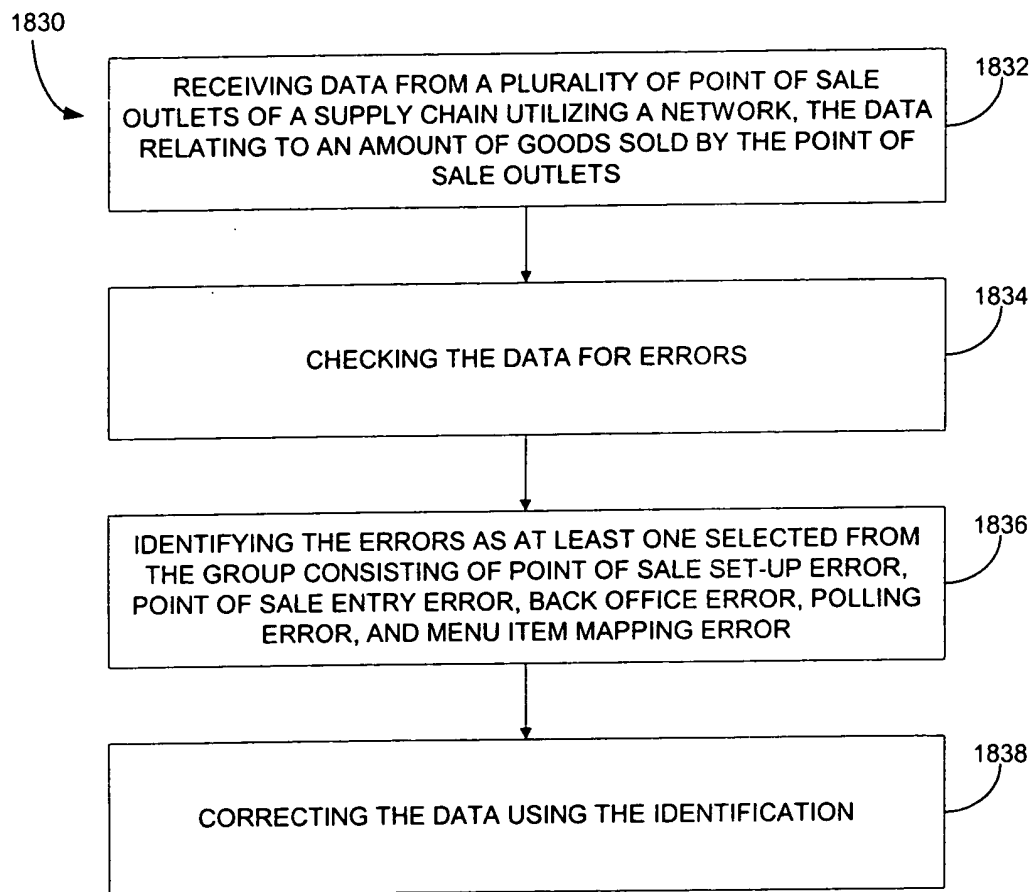 1830
RECEIVING DATA FROM A PLURALITY OF POINT OF SALE
OUTLETS OF A SUPPLY CHAIN UTILIZING A NETWORK, THE DATA
RELATING TO AN AMOUNT OF GOODS SOLD BY THE POINT OF
SALE OUTLETS
1832
CHECKING THE DATA FOR ERRORS
1834
IDENTIFYING THE ERRORS AS AT LEAST ONE SELECTED FROM
THE GROUP CONSISTING OF POINT OF SALE SET-UP ERROR,
POINT OF SALE ENTRY ERROR, BACK OFFICE ERROR, POLLING
ERROR, AND MENU ITEM MAPPING ERROR
1836
CORRECTING THE DATA USING THE IDENTIFICATION
1838